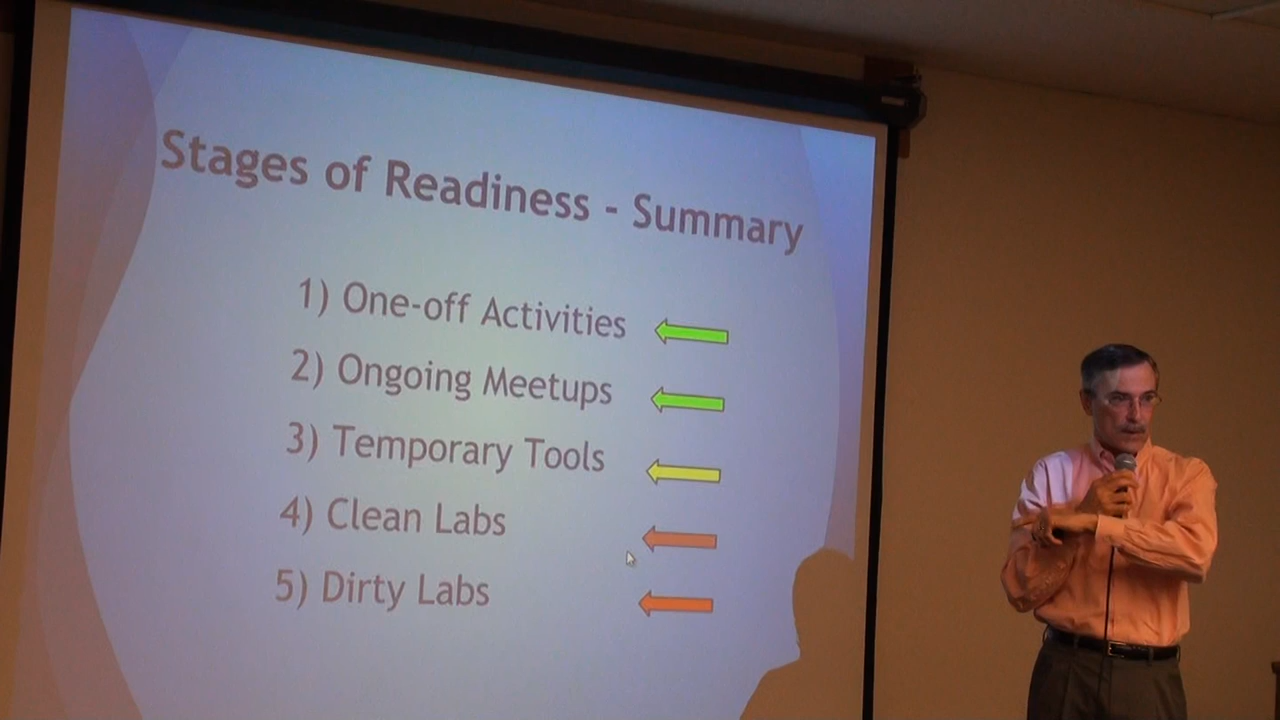 Stages of Readiness - Summary
1) One-off Activities
2) Ongoing Meetups
3) Temporary Tools
4) Clean Labs
5) Dirty Labs